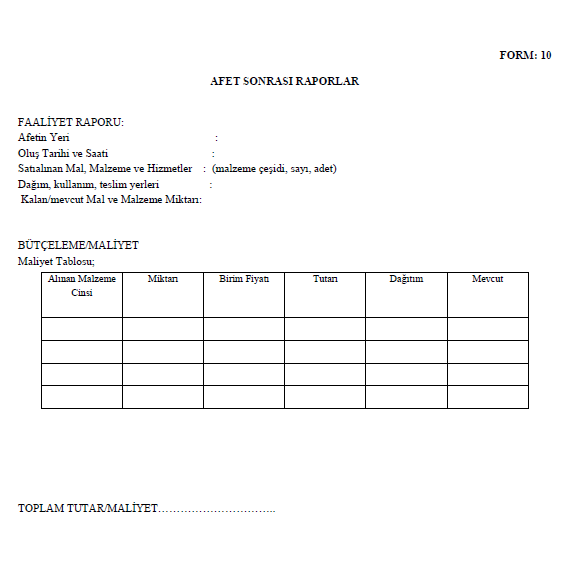 FORM: 10
AFET SONRASI RAPORLAR
FAALİYET RAPORU:
Afetin Yeri :
Oluş Tarihi ve Saati :
Satıalınan Mal, Malzeme ve Hizmetler : (malzeme çeşidi, sayı, adet)
Dağım, kullanım, teslim yerleri :
Kalan/mevcut Mal ve Malzeme Miktarı:
BÜTÇELEME/MALİYET
Maliyet Tablosu;
Alınan Malzeme Cinsi Miktarı Birim Fiyatı Tutarı Dağıtım Mevcut
TOPLAM TUTAR/MALİYET…………………………..